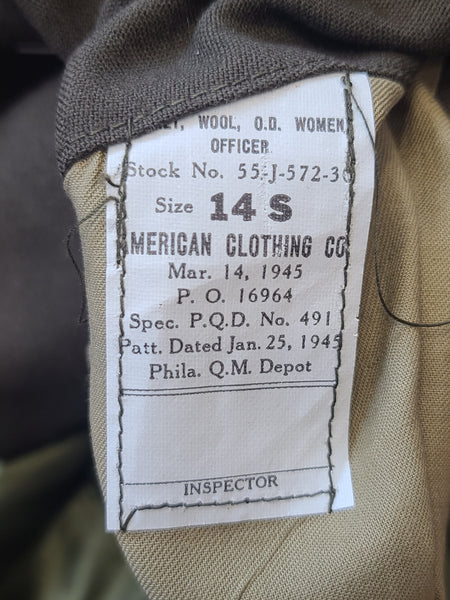 WOOL, O.D. WOMEN
OFFICER
Stock No. 55-J-572-30
Size 14 S
AMERICAN CLOTHING CO
Mar. 14, 1945
P. O. 16964
Spec. P.Q.D. No. 491
Patt. Dated Jan. 25, 1945
Phila. Q.M. Depot
INSPECTOR